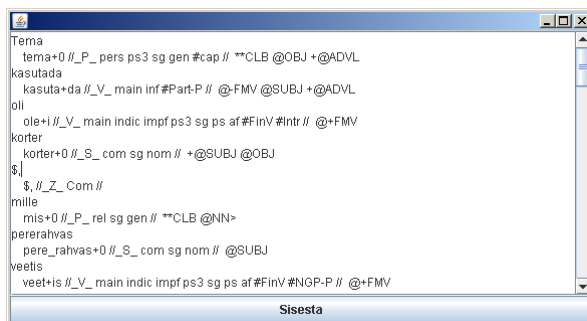 Tema
tema+0 //_P_ pers ps3 sg gen #cap // **CLB @OBJ +@ADVL
kasutada
kasuta+da //_V_ main inf #Part-P // @-FMV @SUBJ +@ADVL
oli
ole+i //_V_ main indic impf ps3 sg ps af #FinV #Intr // @+FMV
korter
korter+0 //_S_ com sg nom // +@SUBJ @OBJ
$,
$, //_Z_ Com //
mille
mis+0 //_P_ rel sg gen // **CLB @NN>
pererahvas
pere_rahvas+0 //_S_ com sg nom // @SUBJ
veetis
veet+is //_V_ main indic impf ps3 sg ps af #FinV #NGP-P // @+FMV
Sisesta